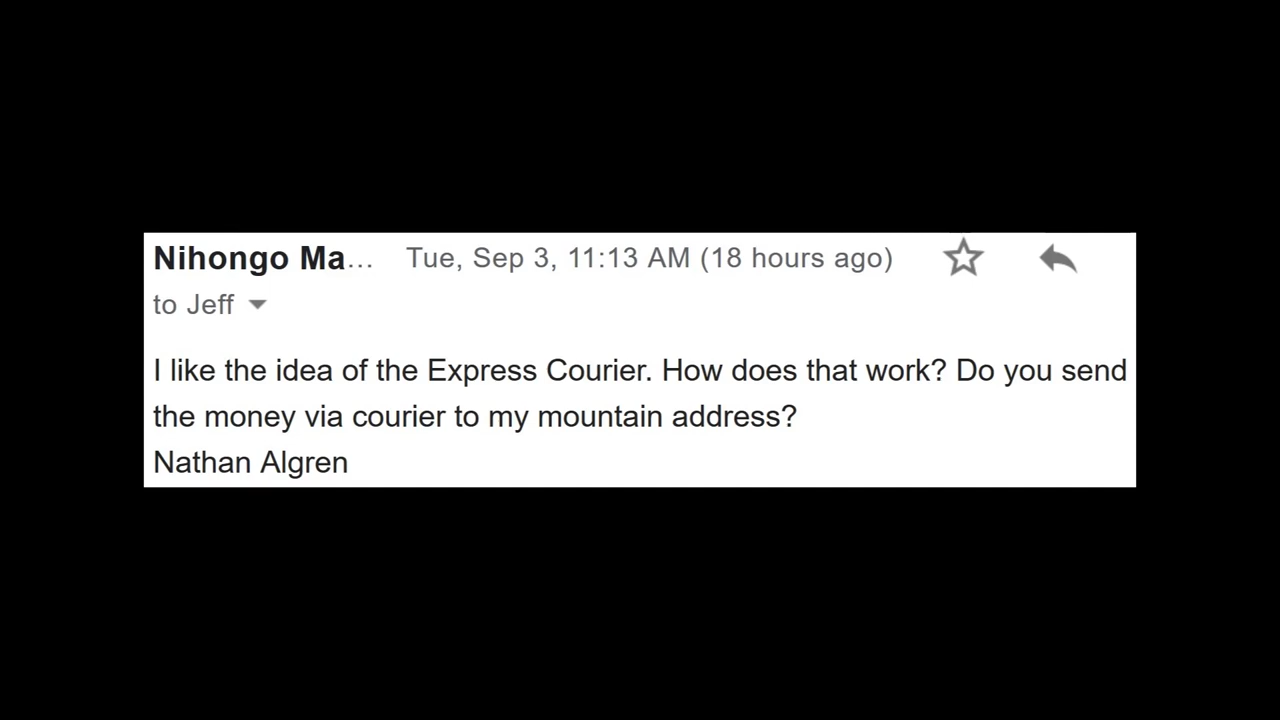 Nihongo Ma... Tue, Sep 3, 11:13 AM (18 hours ago)
to Jeff
I like the idea of the Express Courier. How does that work? Do you send
the money via courier to my mountain address?
Nathan Algren